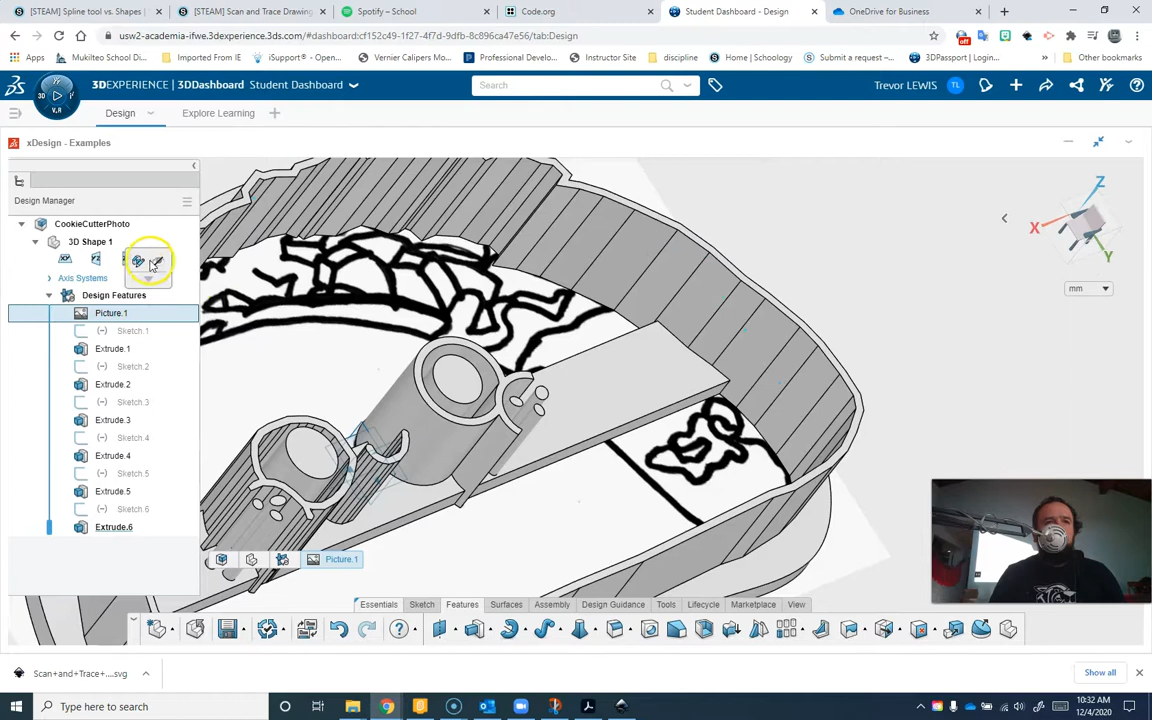 [STEAM] Spline tool vs. Shapes |
[STEAM] Scan and Trace Drawing
Spotify – School
Code.org
Student Dashboard - Design
OneDrive for Business
usw2-academia-ifwe.3dexperience.3ds.com/#dashboard:cf152c49-1f27-4f7d-9dfb-ebcacd47ce56/tab:Design
Apps
Mukilteo School Di...
Imported From IE
iSupport® - Develo...
Vernier Calipers Mo...
Professional Devel...
Instructor Site
discipline
Home | Schoology
Submit a request –...
3DPassport | Login...
Other bookmarks
3DEXPERIENCE | 3DDashboard Student Dashboard
Search
Trevor LEWIS
TL
Design
Explore Learning
xDesign - Examples
Design Manager
CookieCutterPhoto
3D Shape 1
Axis Systems
Design Features
Picture.1
(–) Sketch.1
Extrude.1
(–) Sketch.2
Extrude.2
(–) Sketch.3
Extrude.3
(–) Sketch.4
Extrude.4
(–) Sketch.5
Extrude.5
(–) Sketch.6
Extrude.6
Z
X
Y
mm
Picture.1
Essentials
Sketch
Features
Surfaces
Assembly
Design Guidance
Tools
Lifecycle
Marketplace
View
Scan+and+Trace+....svg
Show all
Type here to search
10:32 AM
12/4/2020